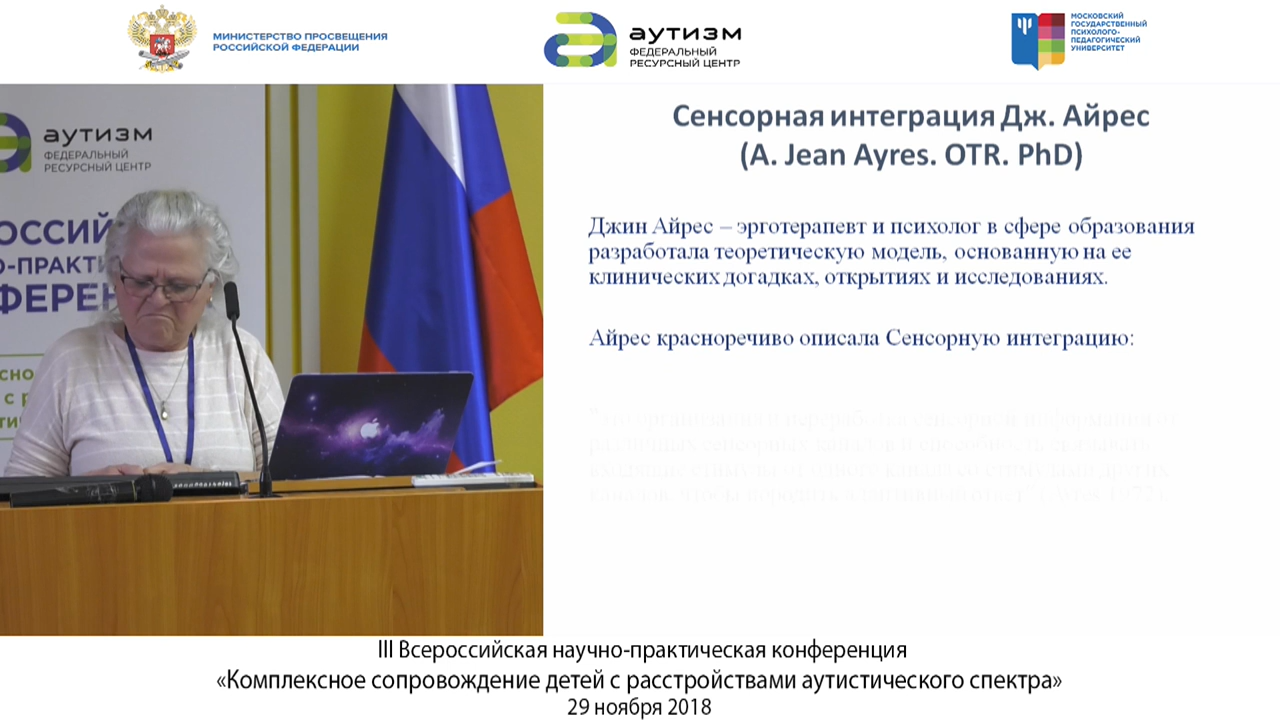 МИНИСТЕРСТВО ПРОСВЕЩЕНИЯ
РОССИЙСКОЙ ФЕДЕРАЦИИ
аутизм
ФЕДЕРАЛЬНЫЙ
РЕСУРСНЫЙ ЦЕНТР
МОСКОВСКИЙ
ГОСУДАРСТВЕННЫЙ
ПСИХОЛОГО-
ПЕДАГОГИЧЕСКИЙ
УНИВЕРСИТЕТ
аутизм
ФЕДЕРАЛЬНЫЙ
РЕСУРСНЫЙ ЦЕНТР
ОССИЙ
О-ПРАКТИ
ФЕРЕН
Сенсорная интеграция Дж. Айрес
(A. Jean Ayres. OTR. PhD)
Джин Айрес – эрготерапевт и психолог в сфере образования
разработала теоретическую модель, основанную на ее
клинических догадках, открытиях и исследованиях.
Айрес красноречиво описала Сенсорную интеграцию:
III Всероссийская научно-практическая конференция
«Комплексное сопровождение детей с расстройствами аутистического спектра»
29 ноября 2018